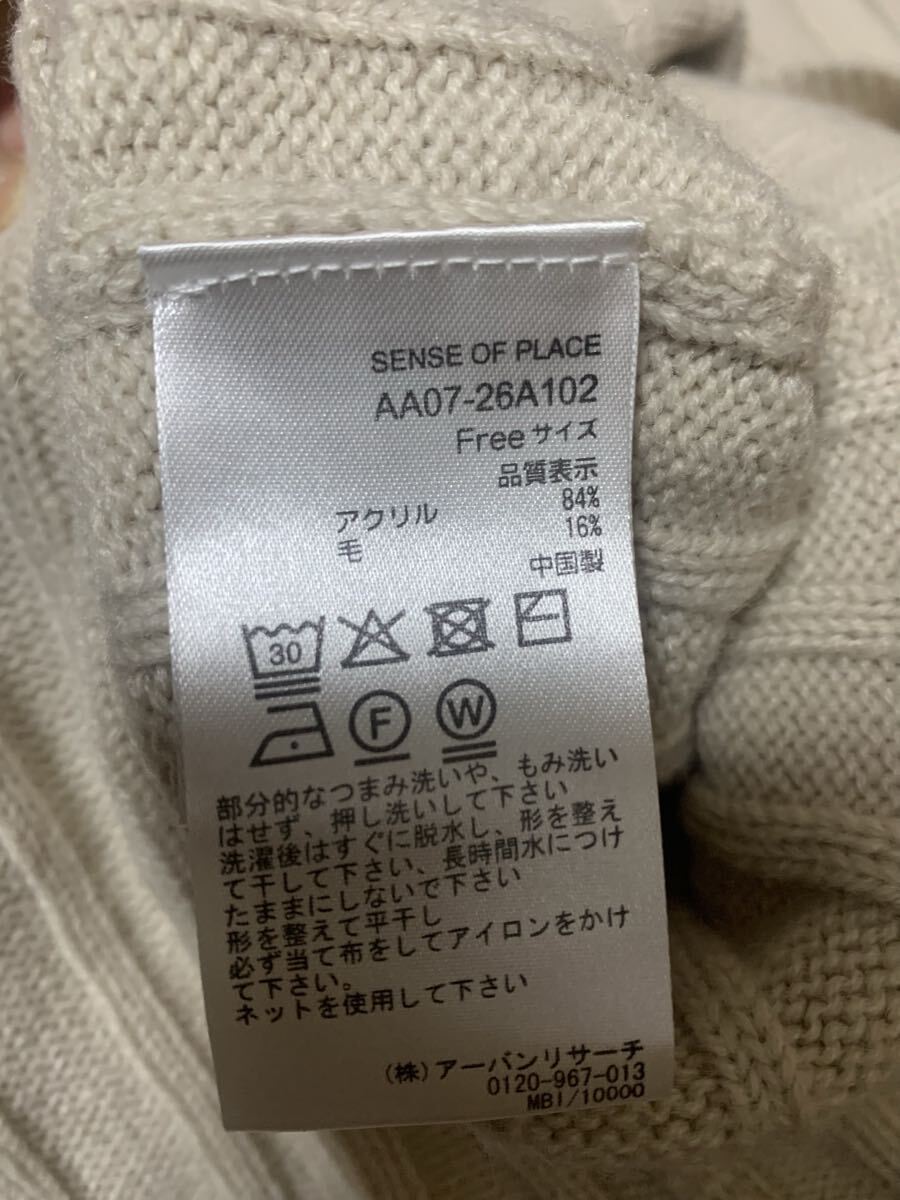 SENSE OF PLACE
AA07-26A102
Freeサイズ
品質表示
アクリル 84%
毛 16%
中国製
30
F W
部分的なつまみ洗いや、もみ洗い
はせず、押し洗いして下さい
洗濯後はすぐに脱水し、形を整え
て干して下さい、長時間水につけ
たままにしないで下さい
形を整えて平干し
必ず当て布をしてアイロンをかけ
て下さい。
ネットを使用して下さい
(株)アーバンリサーチ
0120-967-013
MBI/10000